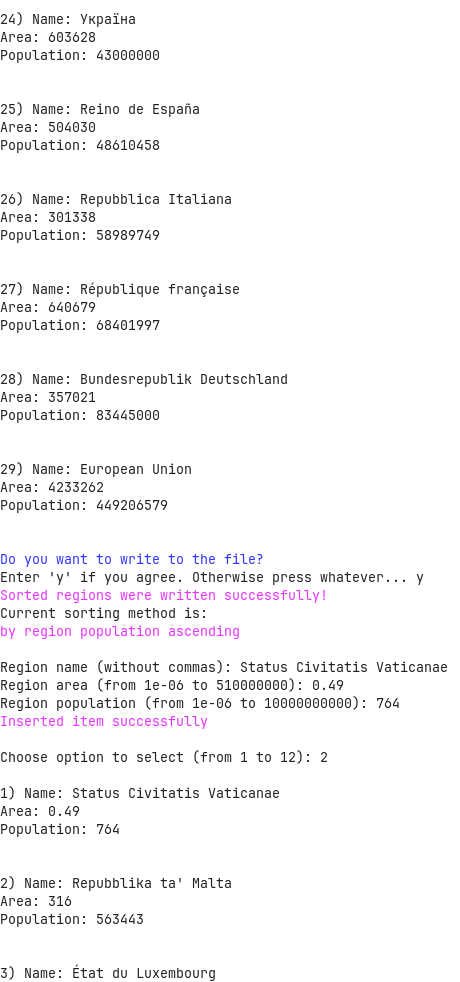 24) Name: Україна
Area: 603628
Population: 43000000
25) Name: Reino de España
Area: 504030
Population: 48610458
26) Name: Repubblica Italiana
Area: 301338
Population: 58989749
27) Name: République française
Area: 640679
Population: 68401997
28) Name: Bundesrepublik Deutschland
Area: 357021
Population: 83445000
29) Name: European Union
Area: 4233262
Population: 449206579
Do you want to write to the file?
Enter 'y' if you agree. Otherwise press whatever... y
Sorted regions were written successfully!
Current sorting method is:
by region population ascending
Region name (without commas): Status Civitatis Vaticanae
Region area (from 1e-06 to 510000000): 0.49
Region population (from 1e-06 to 10000000000): 764
Inserted item successfully
Choose option to select (from 1 to 12): 2
1) Name: Status Civitatis Vaticanae
Area: 0.49
Population: 764
2) Name: Repubblika ta' Malta
Area: 316
Population: 563443
3) Name: État du Luxembourg